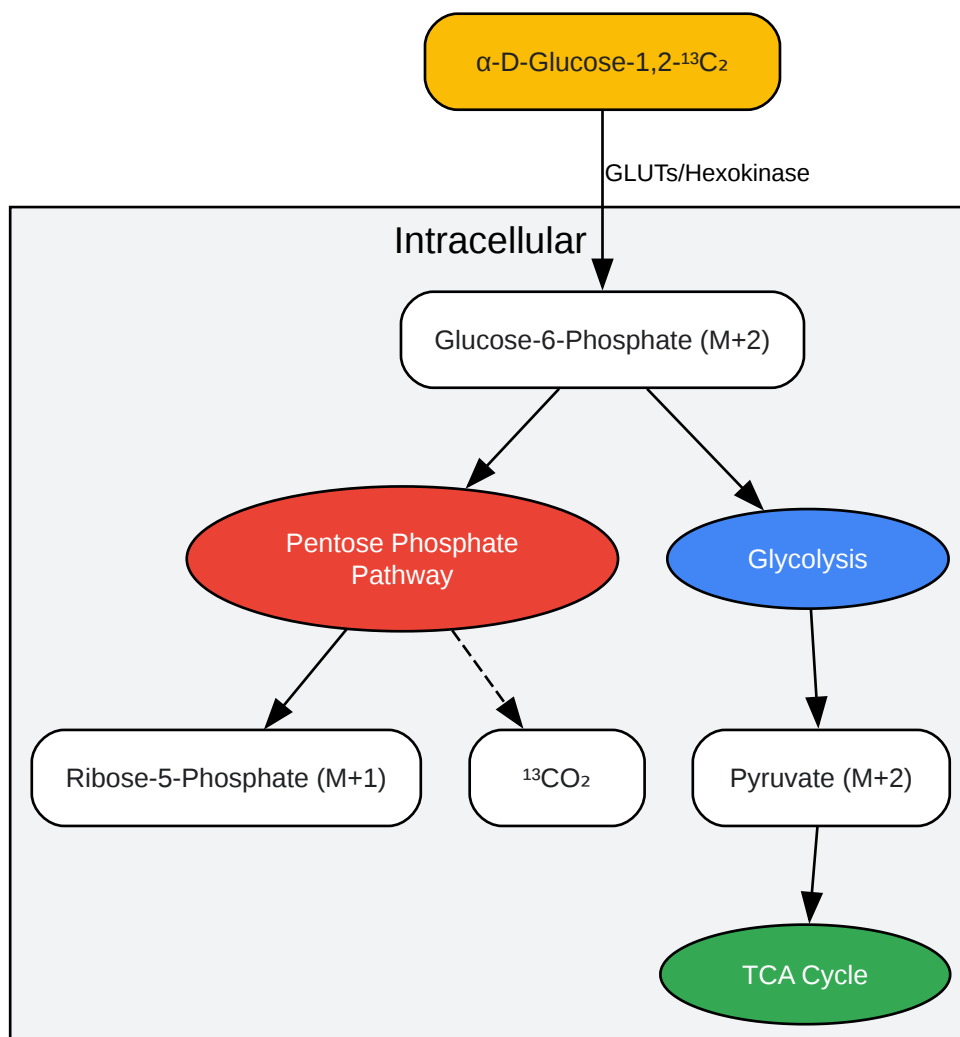 α-D-Glucose-1,2-¹³C₂
GLUTs/Hexokinase
Intracellular
Glucose-6-Phosphate (M+2)
Pentose Phosphate
Pathway
Glycolysis
Ribose-5-Phosphate (M+1)
¹³CO₂
Pyruvate (M+2)
TCA Cycle